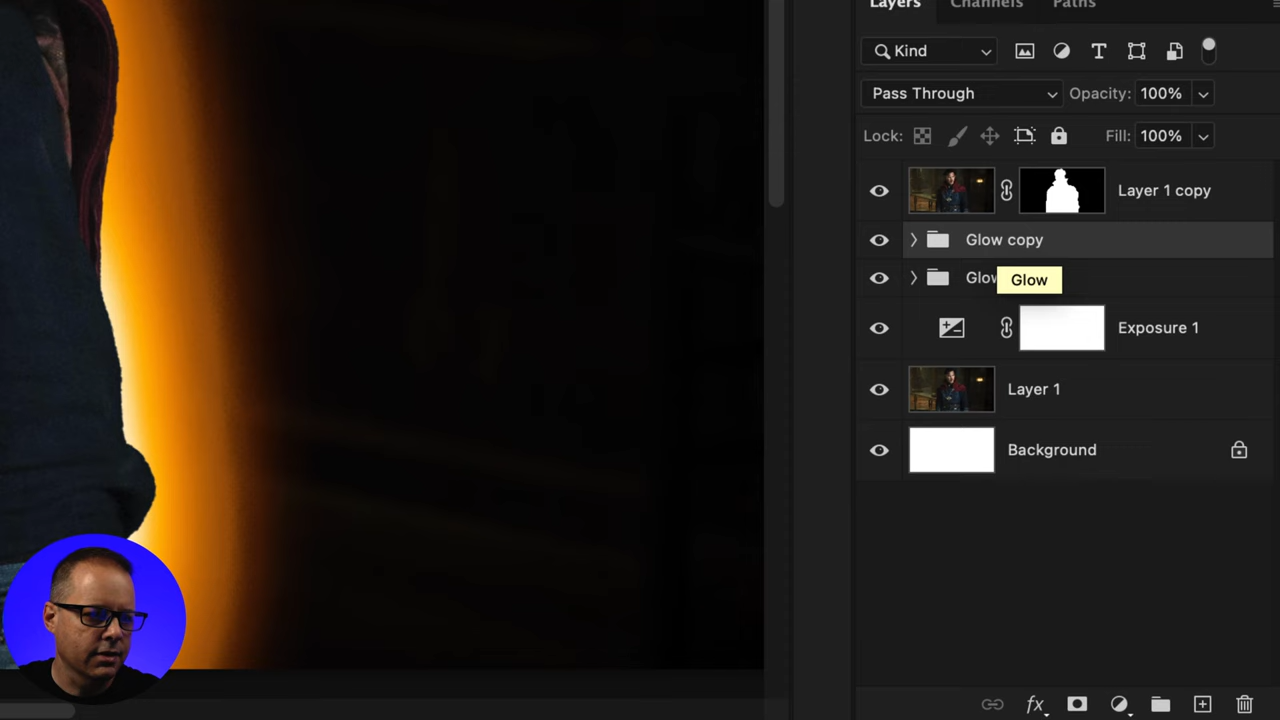 Layers Channels Paths
Kind
Pass Through Opacity: 100%
Lock: Fill: 100%
Layer 1 copy
Glow copy
Glow
Exposure 1
Layer 1
Background
fx